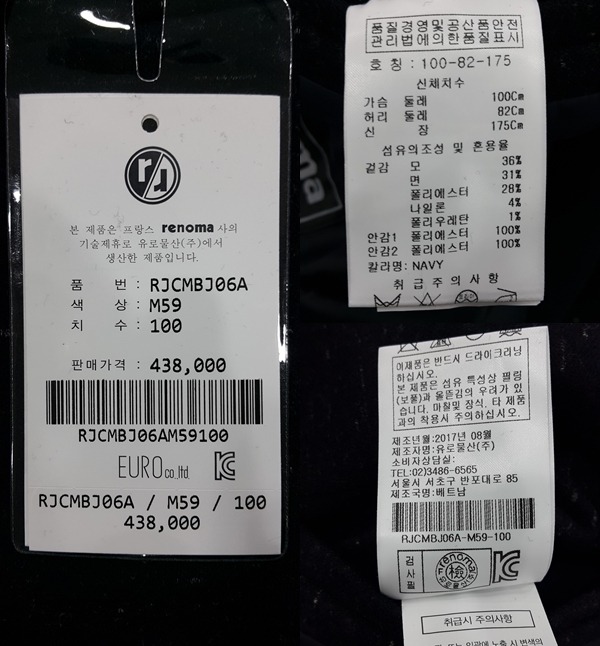 본 제품은 프랑스 renoma 사의
기술제휴로 유로물산(주)에서
생산한 제품입니다.
품 번 : RJCMBJ06A
색 상 : M59
치 수 : 100
판매가격 : 438,000
RJCMBJ06AM59100
EURO co.,ltd.
RJCMBJ06A / M59 / 100
438,000
품질경영및공산품안전
관리법에의한품질표시
호 칭 : 100-82-175
신체치수
가슴 둘레 100Cm
허리 둘레 82Cm
신 장 175Cm
섬유의조성 및 혼용율
겉감 모 36%
면 31%
폴리에스터 28%
나일론 4%
폴리우레탄 1%
안감1 폴리에스터 100%
안감2 폴리에스터 100%
칼라명: NAVY
취급주의사항
이제품은 반드시 드라이크리닝
하십시오.
본 제품은 섬유 특성상 필링
(보풀)과 올뜯김의 우려가 있
습니다. 마찰및 장식, 타 제품
과의 착용시 주의하십시오.
제조년월:2017년 08월
제조자명:유로물산(주)
소비자상담실:
TEL:02)3486-6565
서울시 서초구 반포대로 85
제조국명:베트남
RJCMBJ06A-M59-100
검사필
renoma
檢
유로물산(주)
취급시 주의사항